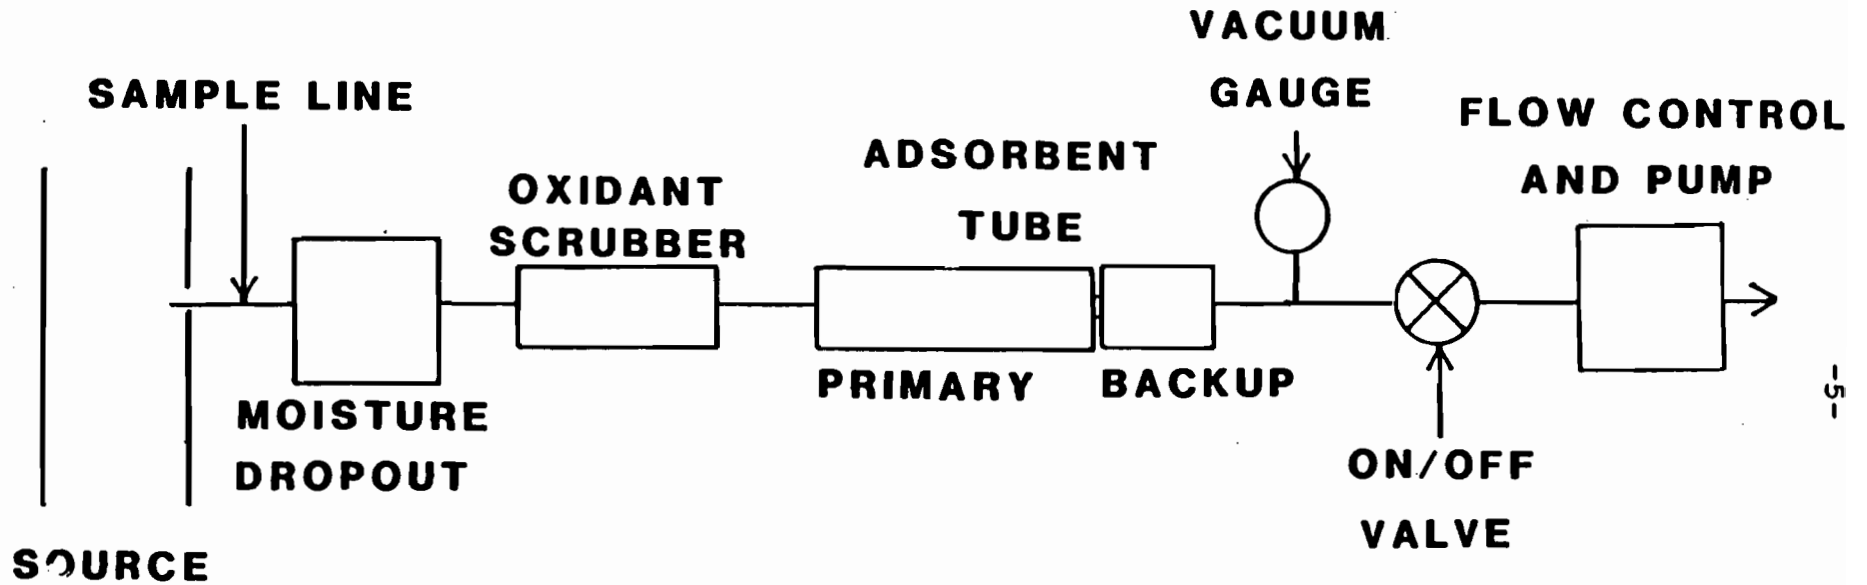 VACUUM
GAUGE
SAMPLE LINE
FLOW CONTROL
AND PUMP
ADSORBENT
TUBE
OXIDANT
SCRUBBER
PRIMARY
BACKUP
MOISTURE
DROPOUT
ON/OFF
VALVE
SOURCE
-5-